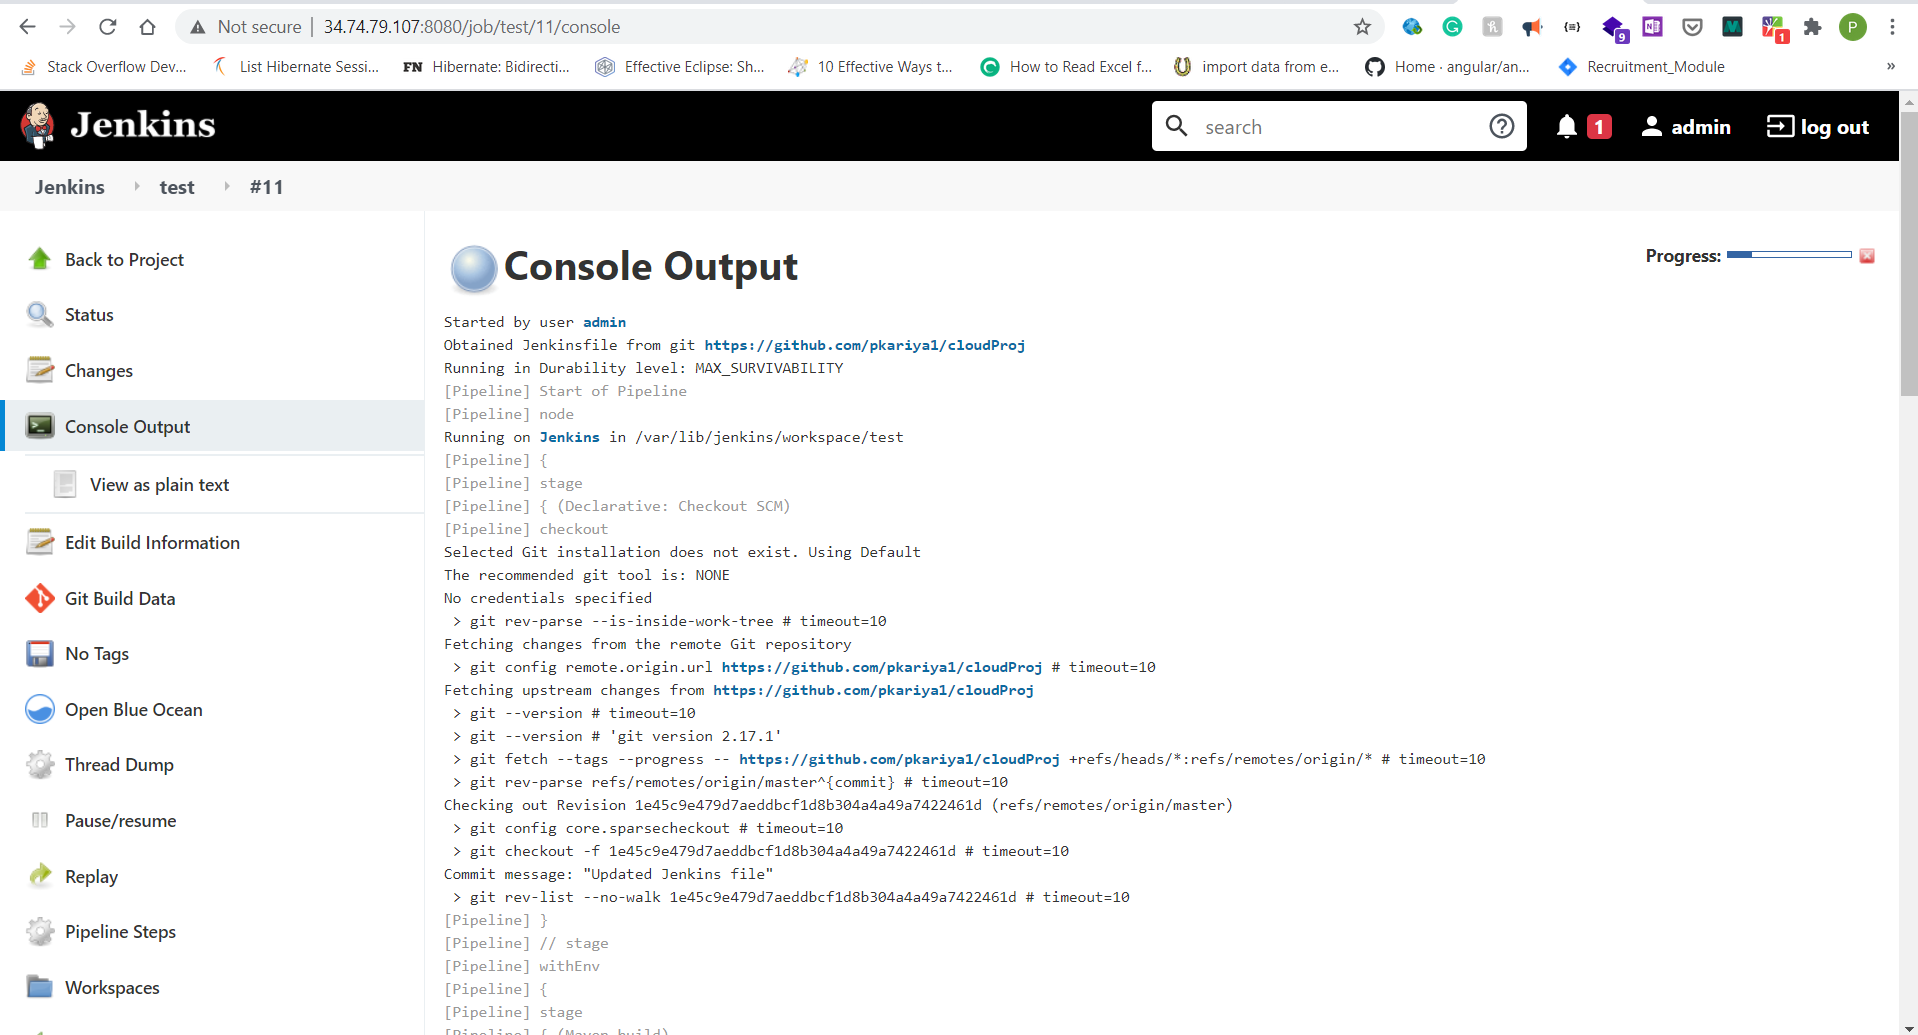 Not secure | 34.74.79.107:8080/job/test/11/console
9
1
P
Stack Overflow Dev...
List Hibernate Sessi...
FN Hibernate: Bidirecti...
Effective Eclipse: Sh...
10 Effective Ways t...
How to Read Excel f...
import data from e...
Home · angular/an...
Recruitment_Module
»
Jenkins
search
1
admin
log out
Jenkins
test
#11
Back to Project
Status
Changes
Console Output
View as plain text
Edit Build Information
Git Build Data
No Tags
Open Blue Ocean
Thread Dump
Pause/resume
Replay
Pipeline Steps
Workspaces
Console Output
Progress:
Started by user admin
Obtained Jenkinsfile from git https://github.com/pkariya1/cloudProj
Running in Durability level: MAX_SURVIVABILITY
[Pipeline] Start of Pipeline
[Pipeline] node
Running on Jenkins in /var/lib/jenkins/workspace/test
[Pipeline] {
[Pipeline] stage
[Pipeline] { (Declarative: Checkout SCM)
[Pipeline] checkout
Selected Git installation does not exist. Using Default
The recommended git tool is: NONE
No credentials specified
> git rev-parse --is-inside-work-tree # timeout=10
Fetching changes from the remote Git repository
> git config remote.origin.url https://github.com/pkariya1/cloudProj # timeout=10
Fetching upstream changes from https://github.com/pkariya1/cloudProj
> git --version # timeout=10
> git --version # 'git version 2.17.1'
> git fetch --tags --progress -- https://github.com/pkariya1/cloudProj +refs/heads/*:refs/remotes/origin/* # timeout=10
> git rev-parse refs/remotes/origin/master^{commit} # timeout=10
Checking out Revision 1e45c9e479d7aeddbcf1d8b304a4a49a7422461d (refs/remotes/origin/master)
> git config core.sparsecheckout # timeout=10
> git checkout -f 1e45c9e479d7aeddbcf1d8b304a4a49a7422461d # timeout=10
Commit message: "Updated Jenkins file"
> git rev-list --no-walk 1e45c9e479d7aeddbcf1d8b304a4a49a7422461d # timeout=10
[Pipeline] }
[Pipeline] // stage
[Pipeline] withEnv
[Pipeline] {
[Pipeline] stage
[Pipeline] { (Maven build)